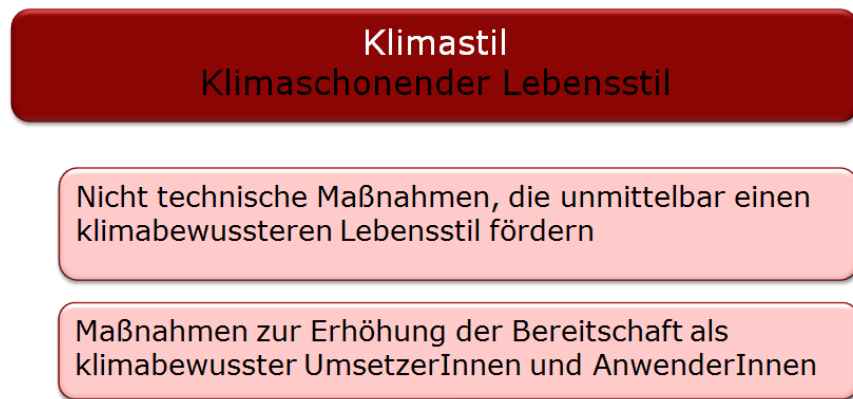 Klimastil
Klimaschonender Lebensstil
Nicht technische Maßnahmen, die unmittelbar einen
klimabewussteren Lebensstil fördern
Maßnahmen zur Erhöhung der Bereitschaft als
klimabewusster UmsetzerInnen und AnwenderInnen